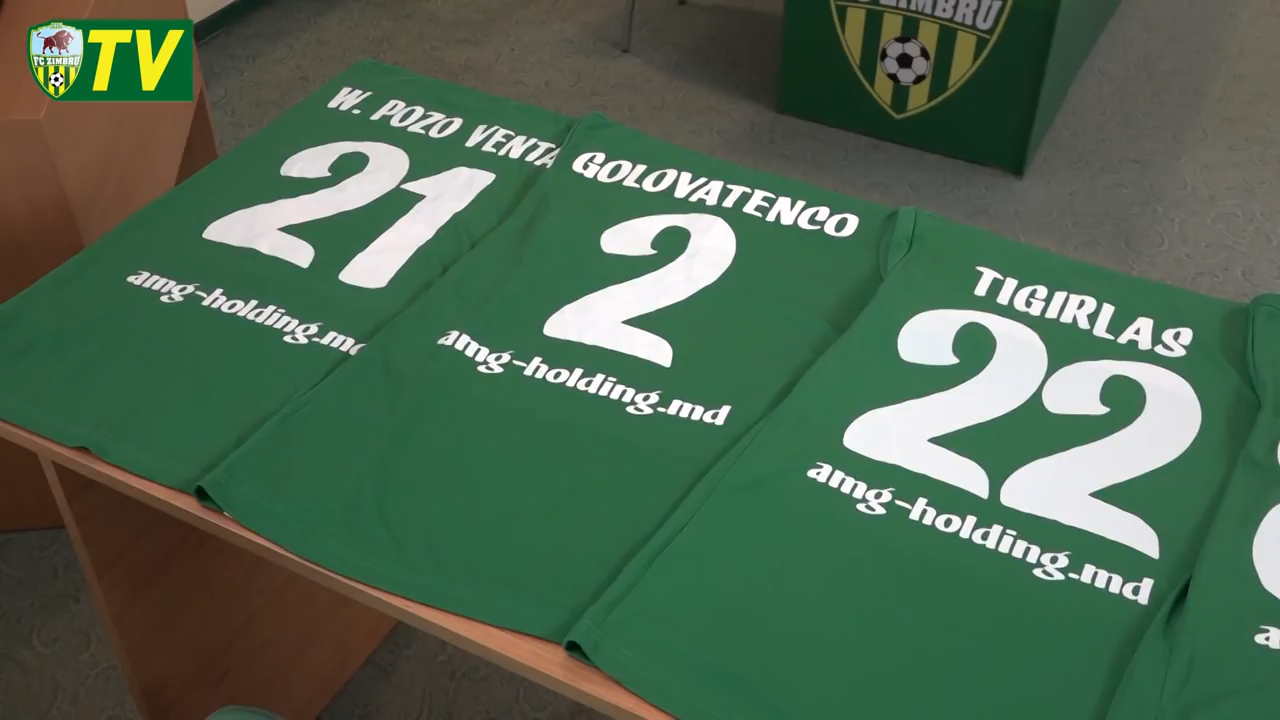 FC ZIMBRU
TV
ZIMBRU
W. POZO VENTA
21
amg-holding.md
GOLOVATENCO
2
amg-holding.md
TIGIRLAS
22
amg-holding.md